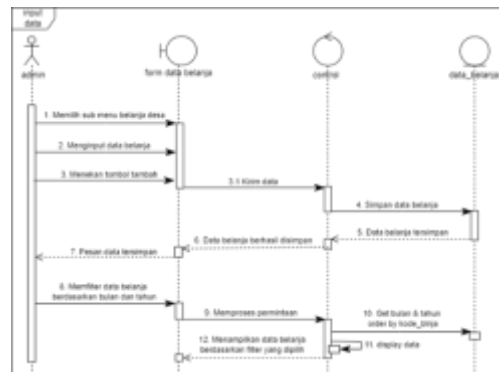 input
data
admin
form data belanja
control
data_belanja
1. Memilih sub menu belanja desa
2. Menginput data belanja
3. Menekan tombol tambah
3. Kirim data
4. Simpan data belanja
5. Data belanja tersimpan
6. Data belanja berhasil disimpan
7. Pesan data tersimpan
8. Memfilter data belanja
berdasarkan bulan dan tahun
9. Memproses permintaan
10. Get bulan & tahun
order by kode_blnja
11. display data
12. Menampilkan data belanja
berdasarkan filter yang dipilih